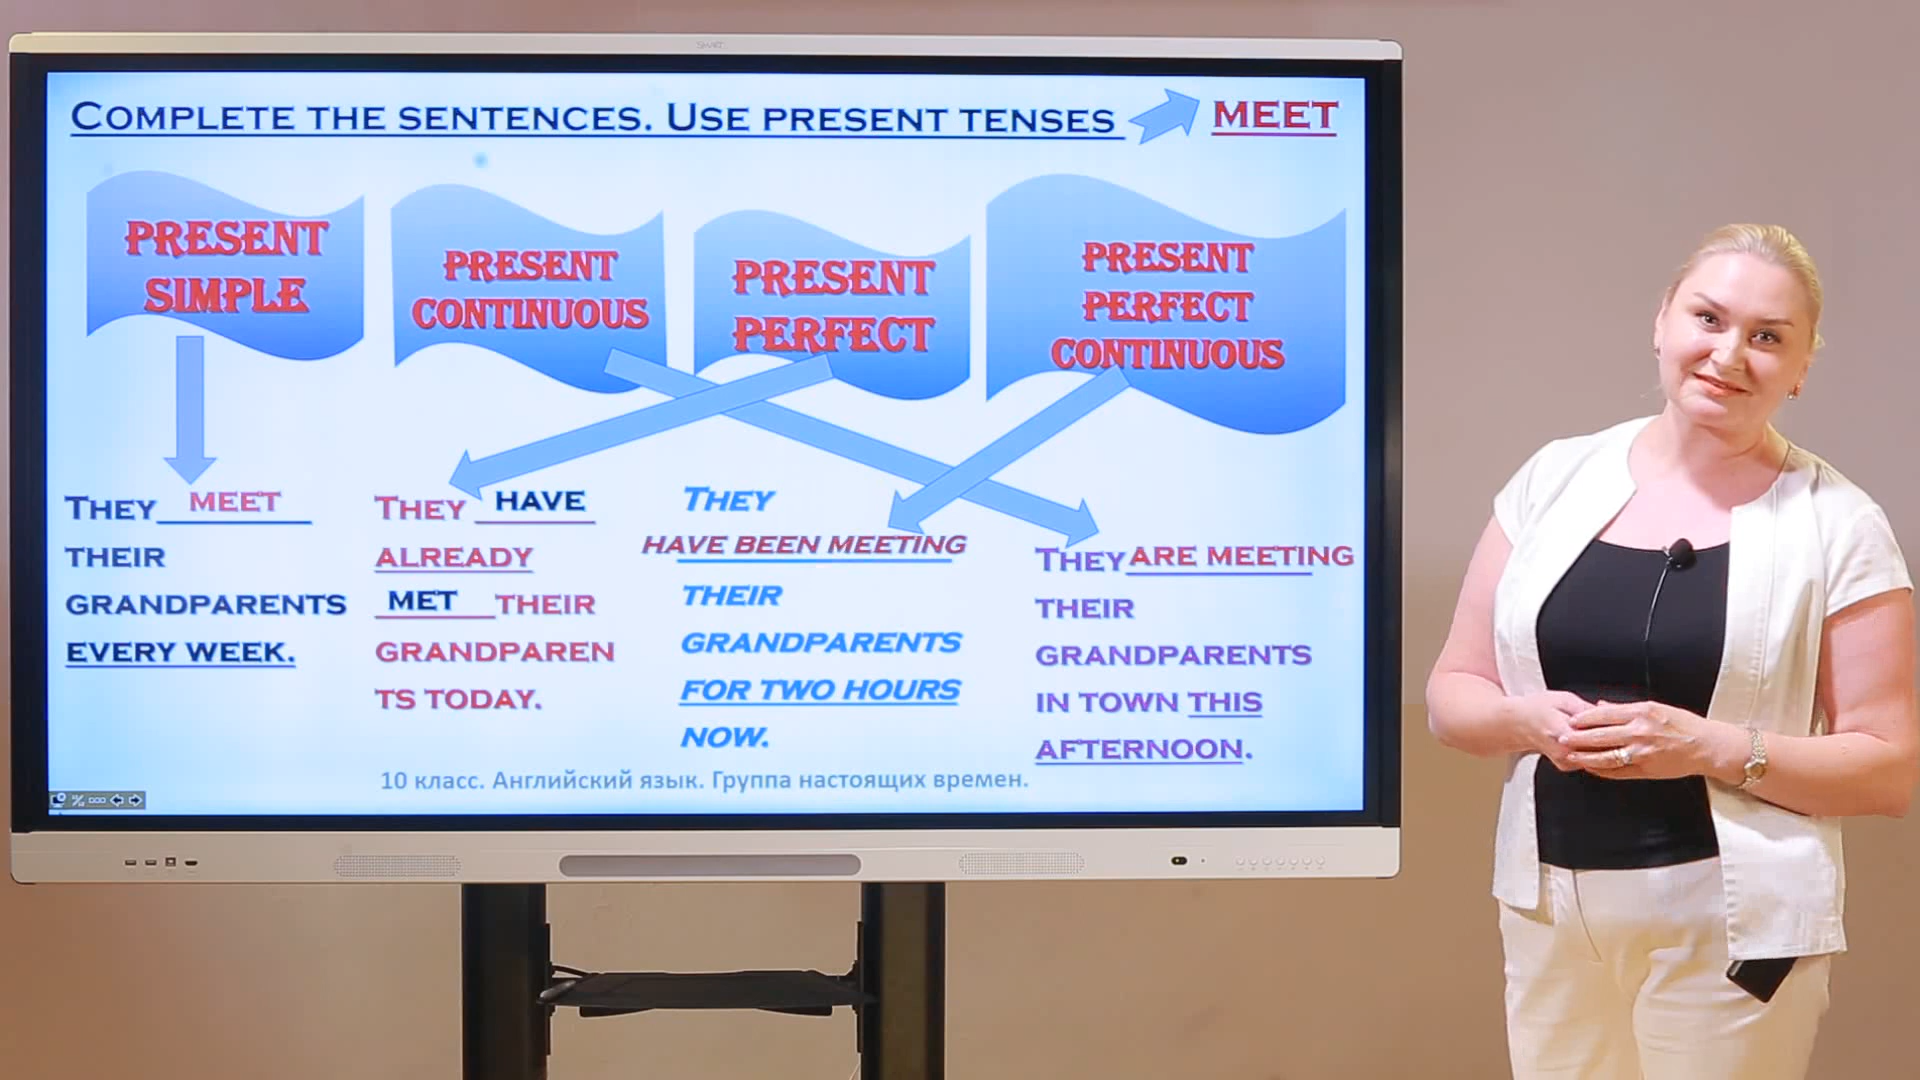 SMART
COMPLETE THE SENTENCES. USE PRESENT TENSES
MEET
PRESENT
SIMPLE
PRESENT
CONTINUOUS
PRESENT
PERFECT
PRESENT
PERFECT
CONTINUOUS
THEY MEET
THEIR
GRANDPARENTS
EVERY WEEK.
THEY HAVE
ALREADY
MET THEIR
GRANDPAREN
TS TODAY.
THEY
HAVE BEEN MEETING
THEIR
GRANDPARENTS
FOR TWO HOURS
NOW.
THEY ARE MEETING
THEIR
GRANDPARENTS
IN TOWN THIS
AFTERNOON.
10 класс. Английский язык. Группа настоящих времен.